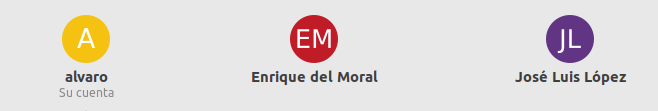 A EM JL
alvaro Enrique del Moral José Luis López
Su cuenta